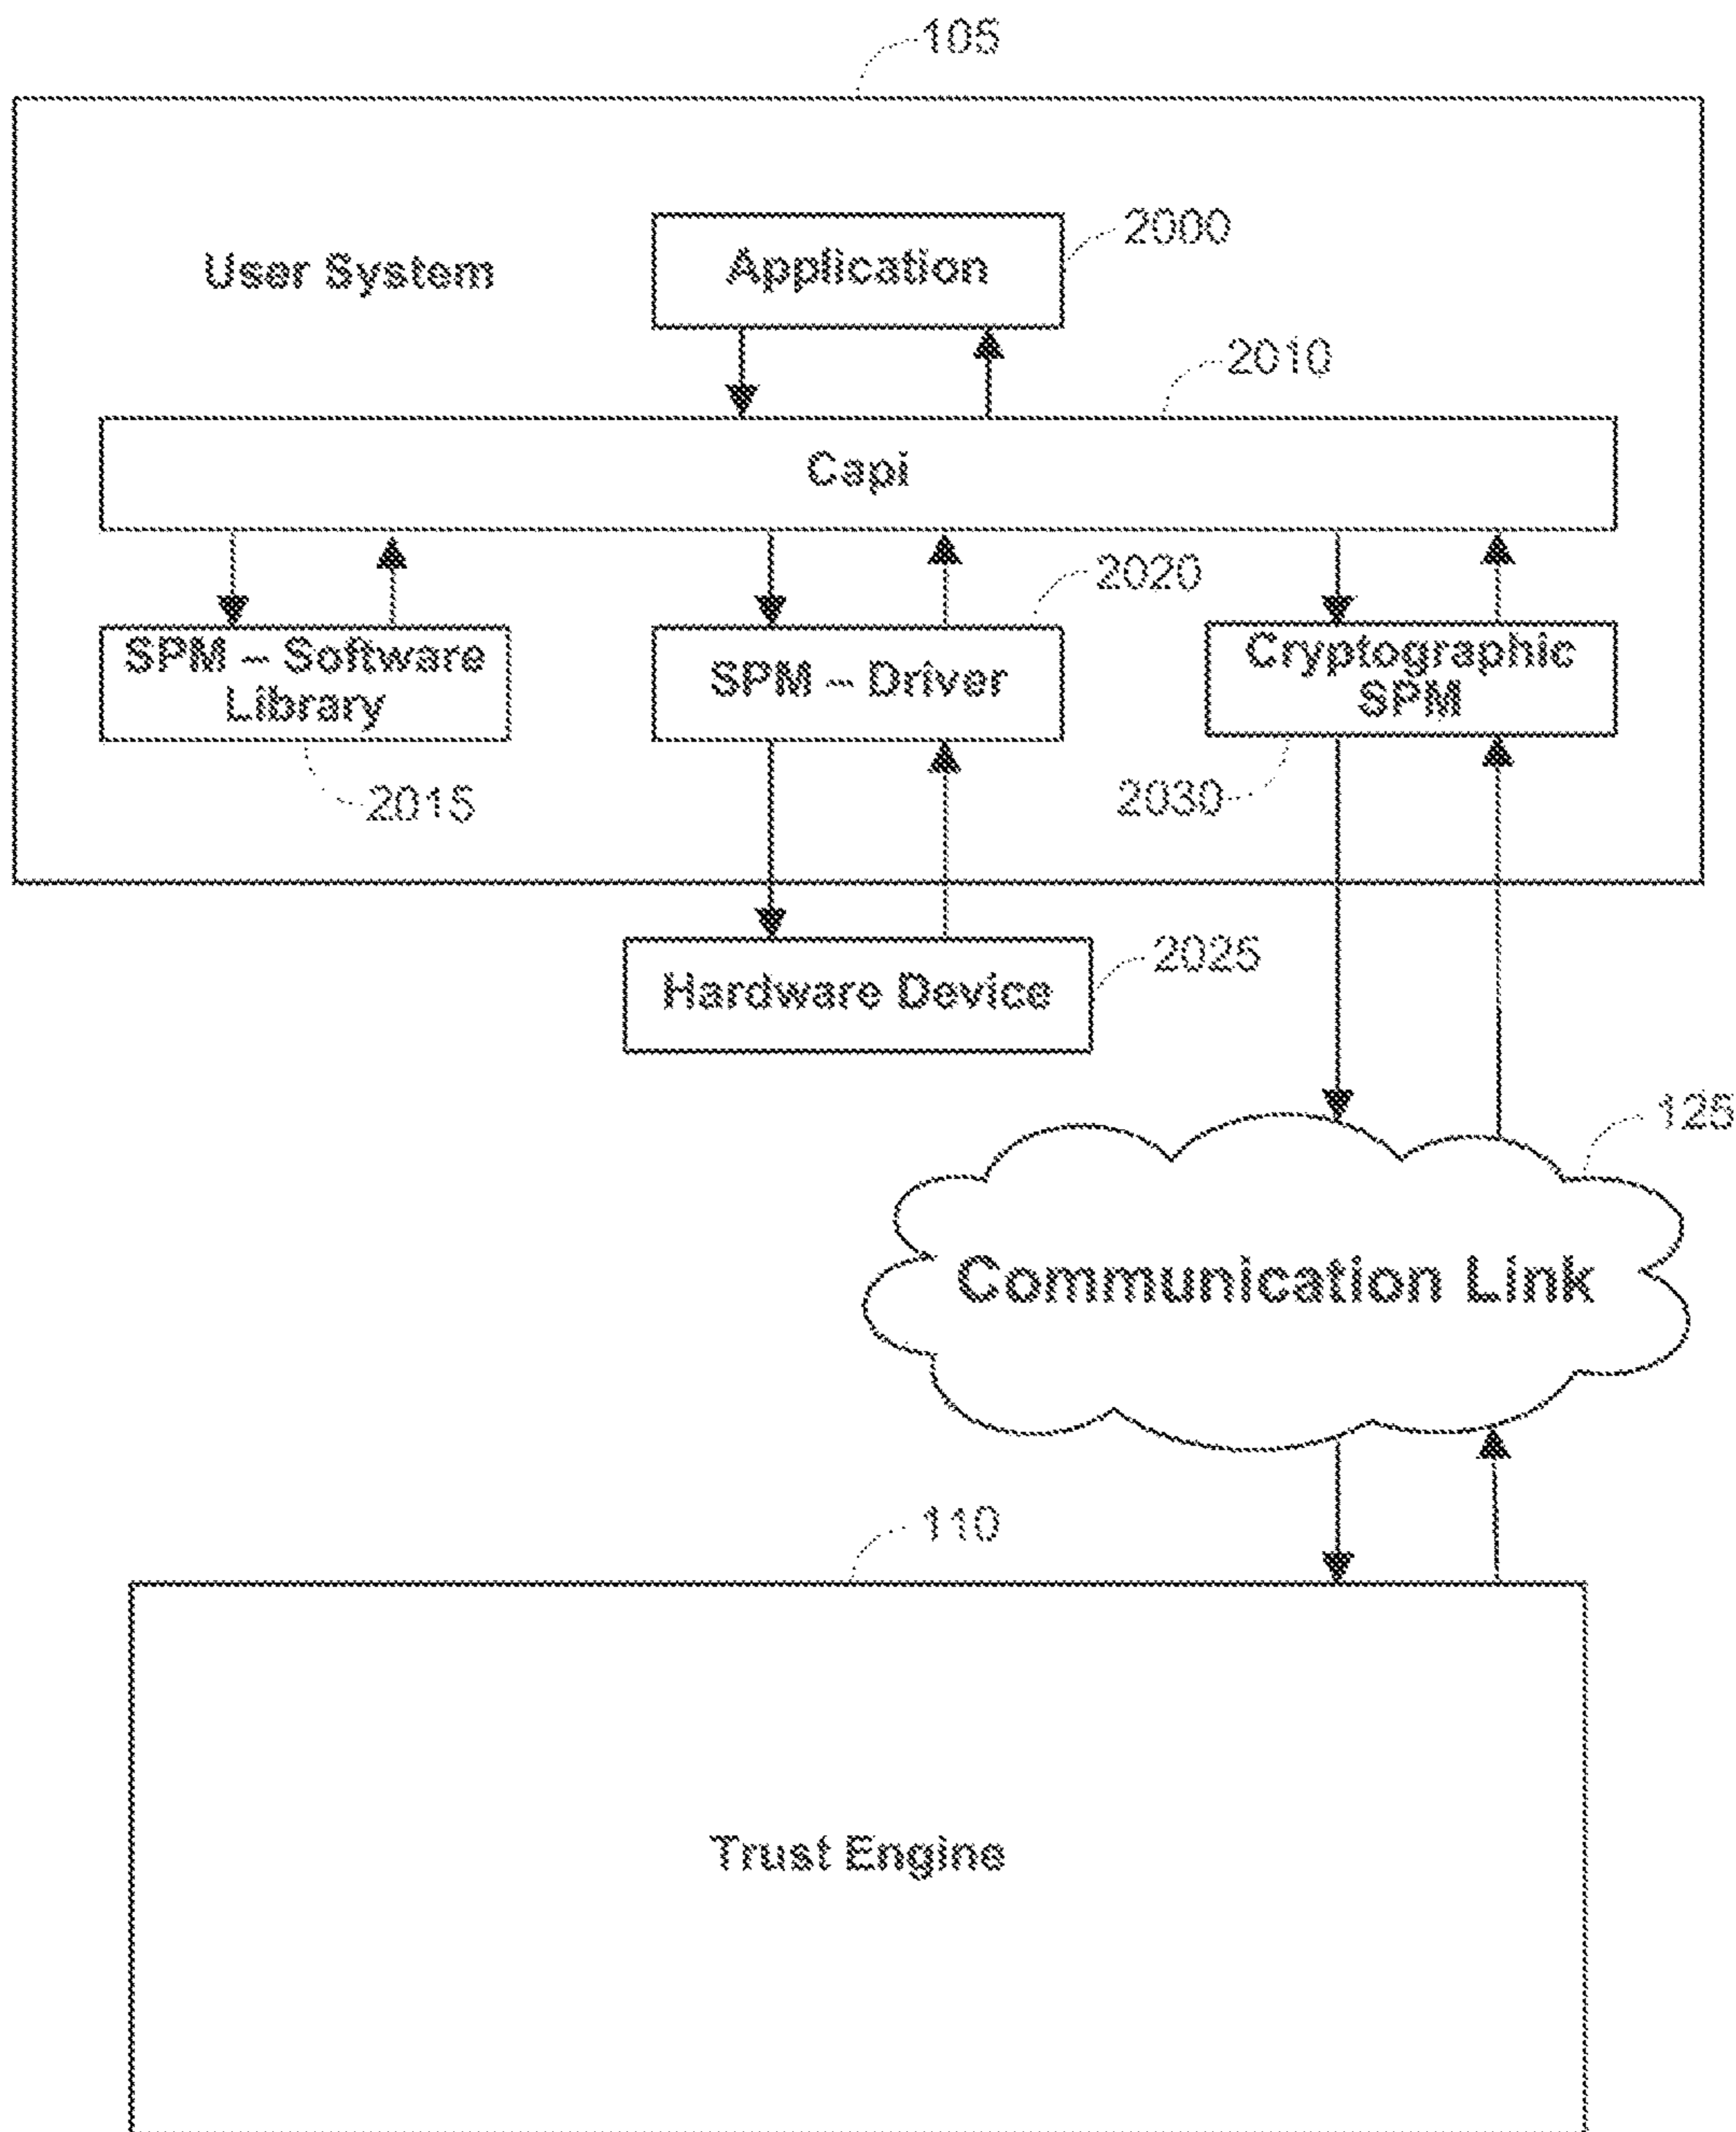 105
User System
Application
2000
2010
Capi
2020
SPM – Software
Library
SPM – Driver
Cryptographic
SPM
2015
2030
Hardware Device
2025
125
Communication Link
110
Trust Engine